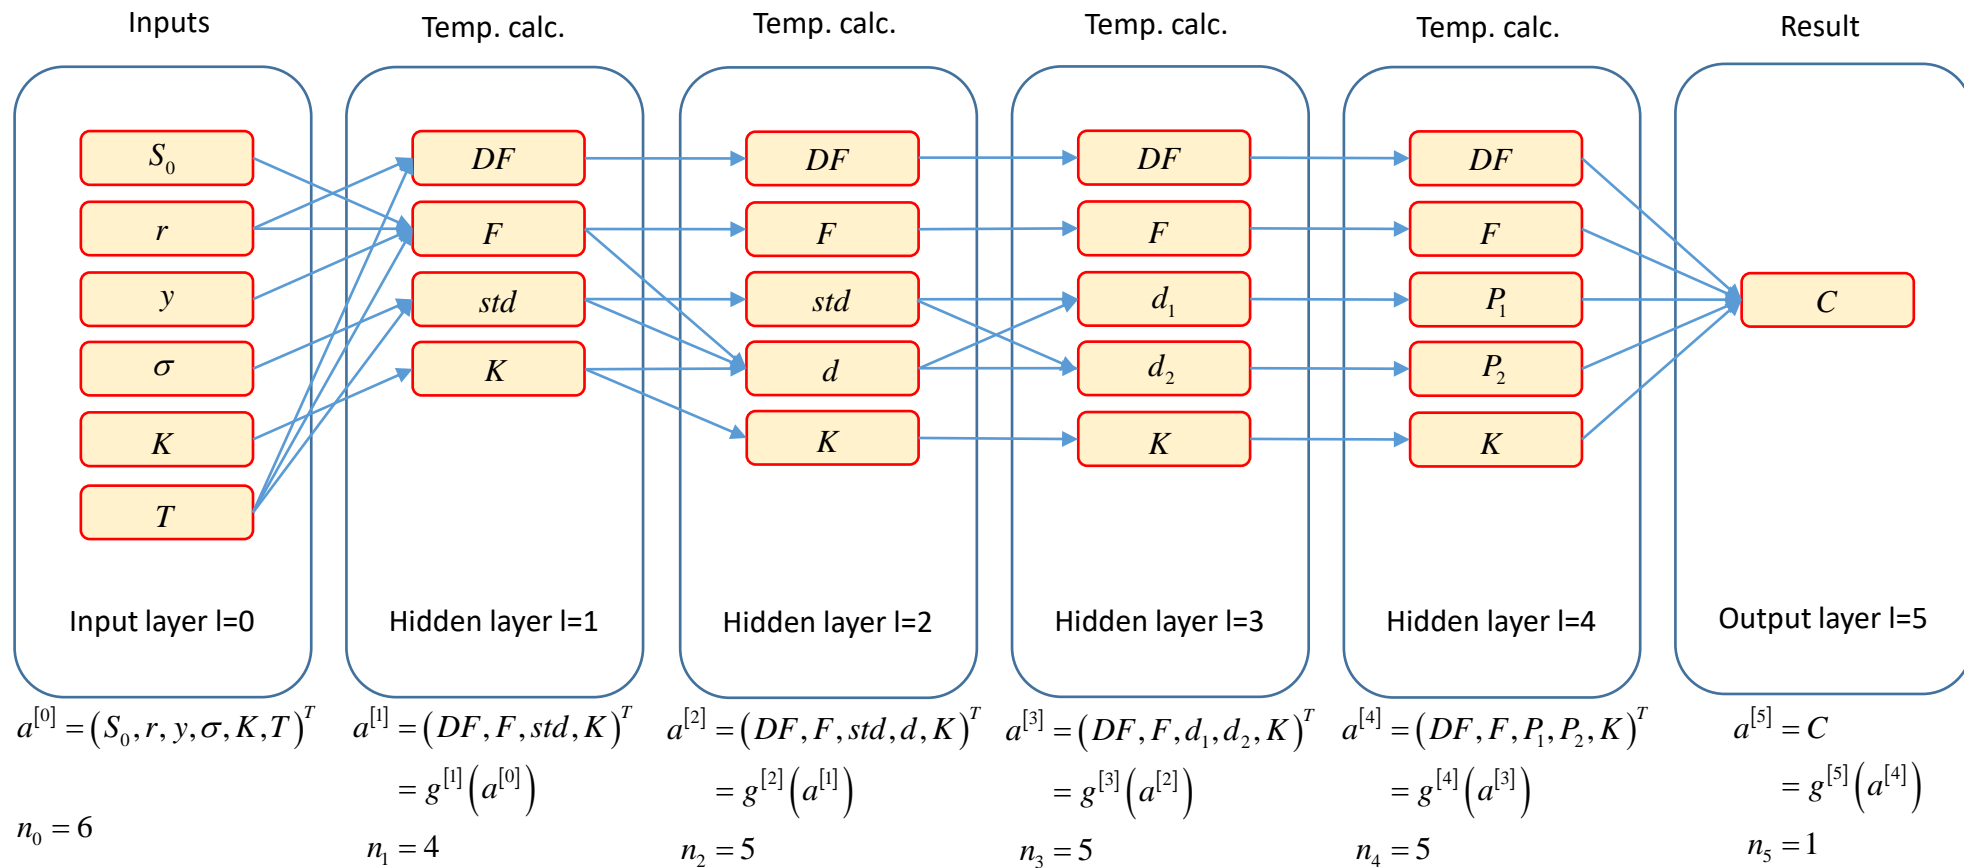 Inputs
Temp. calc.
Temp. calc.
Temp. calc.
Temp. calc.
Result
S₀
r
y
σ
K
T
Input layer l=0
DF
F
std
K
Hidden layer l=1
DF
F
std
d
K
Hidden layer l=2
DF
F
d₁
d₂
K
Hidden layer l=3
DF
F
P₁
P₂
K
Hidden layer l=4
C
Output layer l=5
a^[0] = (S₀, r, y, σ, K, T)^T
n₀ = 6
a^[1] = (DF, F, std, K)^T
= g^[1](a^[0])
n₁ = 4
a^[2] = (DF, F, std, d, K)^T
= g^[2](a^[1])
n₂ = 5
a^[3] = (DF, F, d₁, d₂, K)^T
= g^[3](a^[2])
n₃ = 5
a^[4] = (DF, F, P₁, P₂, K)^T
= g^[4](a^[3])
n₄ = 5
a^[5] = C
= g^[5](a^[4])
n₅ = 1